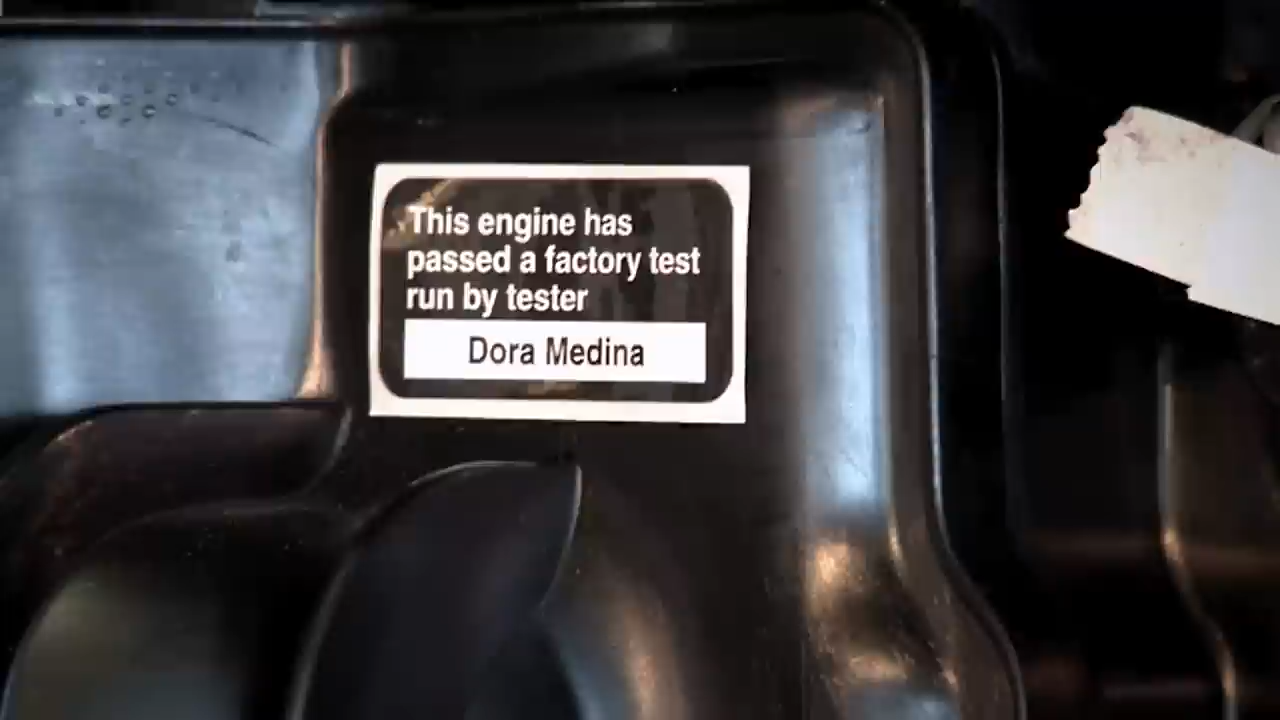 This engine has
passed a factory test
run by tester
Dora Medina